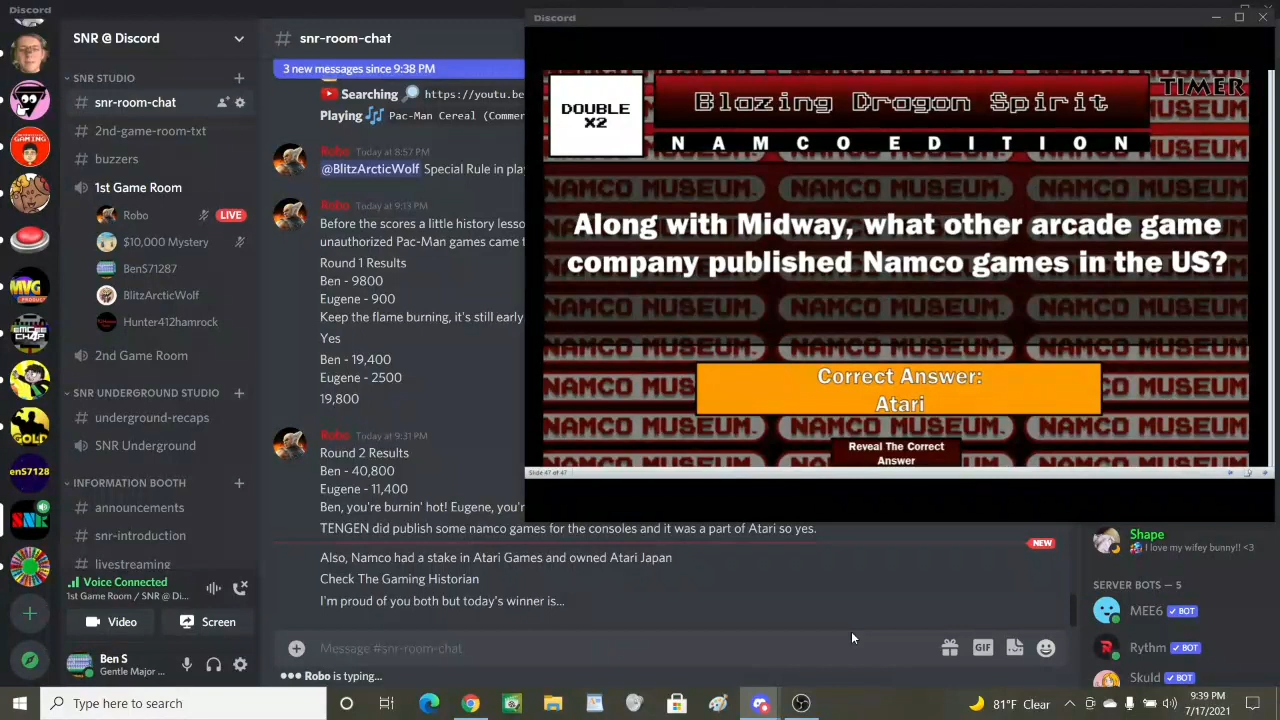 Discord
SNR @ Discord
SNR STUDIO
# snr-room-chat
# 2nd-game-room-txt
# buzzers
1st Game Room
Robo
LIVE
$10,000 Mystery
BenS71287
BlitzArcticWolf
Hunter412hamrock
2nd Game Room
SNR UNDERGROUND STUDIO
# underground-recaps
SNR Underground
INFORMATION BOOTH
# announcements
# snr-introduction
# livestreaming
Voice Connected
1st Game Room / SNR @ Di...
Video
Screen
Ben S
Gentle Major ...
# snr-room-chat
3 new messages since 9:38 PM
Searching https://youtu.be
Playing Pac-Man Cereal (Comme
Robo Today at 8:57 PM
@BlitzArcticWolf Special Rule in pla
Robo Today at 9:13 PM
Before the scores a little history lesso
unauthorized Pac-Man games came t
Round 1 Results
Ben - 9800
Eugene - 900
Keep the flame burning, it's still early
Yes
Ben - 19,400
Eugene - 2500
19,800
Robo Today at 9:31 PM
Round 2 Results
Ben - 40,800
Eugene - 11,400
Ben, you're burnin' hot! Eugene, you'r
TENGEN did publish some namco games for the consoles and it was a part of Atari so yes.
NEW
Also, Namco had a stake in Atari Games and owned Atari Japan
Check The Gaming Historian
I'm proud of you both but today's winner is...
Message #snr-room-chat
GIF
Robo is typing...
Discord
DOUBLE
X2
Blazing Dragon Spirit
NAMCO EDITION
TIMER
NAMCO MUSEUM
Along with Midway, what other arcade game
company published Namco games in the US?
Correct Answer:
Atari
Reveal The Correct
Answer
Slide 47 of 47
Shape
I love my wifey bunny!! <3
SERVER BOTS — 5
MEE6 BOT
Rythm BOT
Skuld BOT
Type here to search
81°F Clear
9:39 PM
7/17/2021